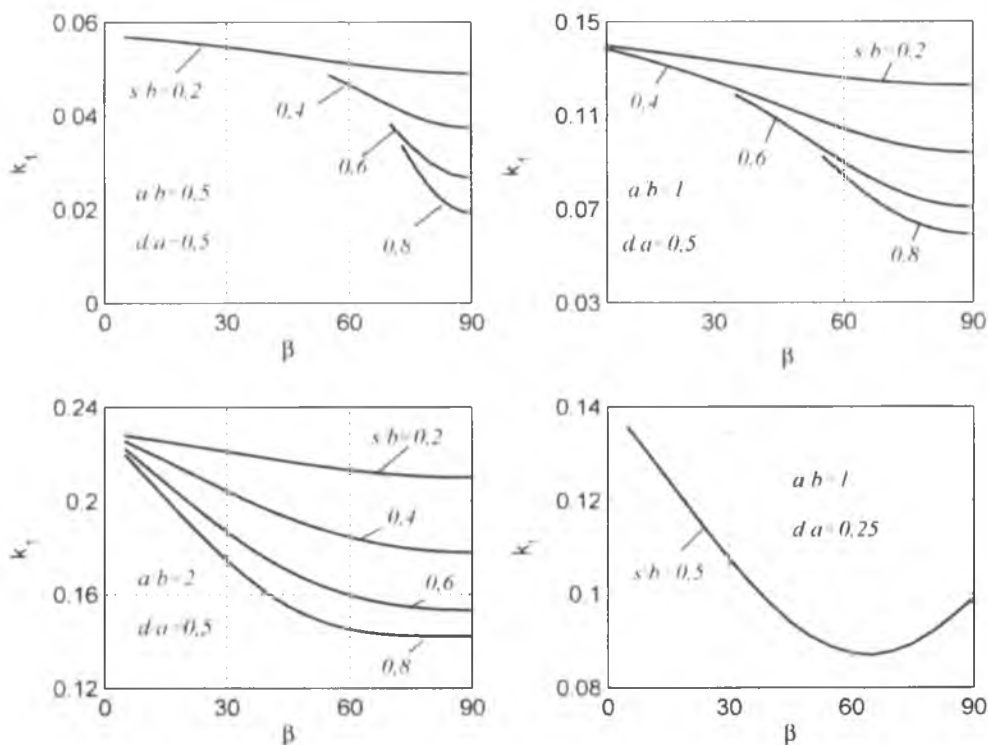 k₁
0.06
0.04
0.02
0
0
30
60
90
β
s b=0,2
0,4
0,6
0,8
a b=0,5
d a=0,5
k₁
0.15
0.11
0.07
0.03
30
60
90
β
s b=0,2
0,4
0,6
0,8
a b=1
d a=0,5
k₁
0.24
0.2
0.16
0.12
0
30
60
90
β
s b=0,2
0,4
0,6
0,8
a b=2
d a=0,5
k₁
0.14
0.12
0.1
0.08
0
30
60
90
β
a b=1
d a=0,25
s b=0,5